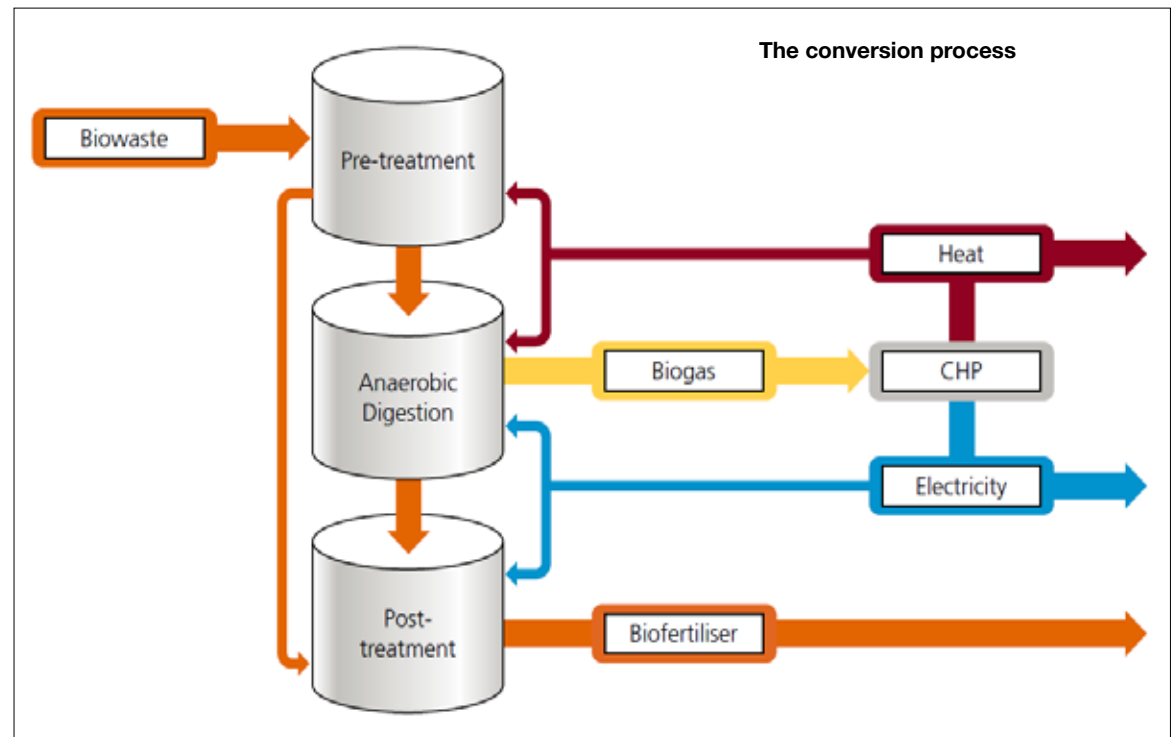 The conversion process
Biowaste
Pre-treatment
Heat
Anaerobic
Digestion
Biogas
CHP
Electricity
Post-
treatment
Biofertiliser